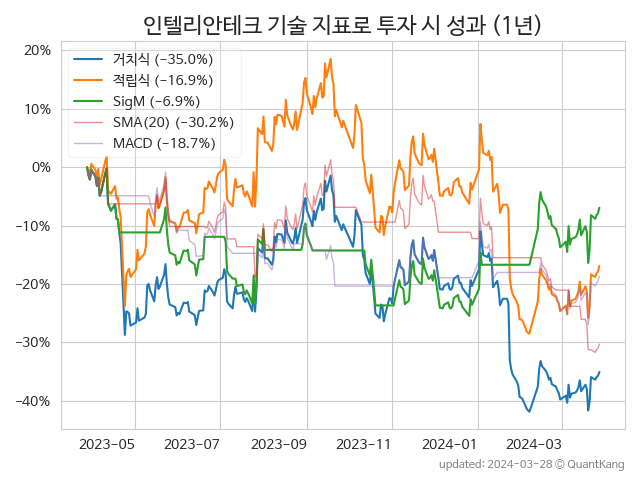 인텔리안테크 기술 지표로 투자 시 성과 (1년)
20%
10%
0%
−10%
−20%
−30%
−40%
거치식 (−35.0%)
적립식 (−16.9%)
SigM (−6.9%)
SMA(20) (−30.2%)
MACD (−18.7%)
2023-05 2023-07 2023-09 2023-11 2024-01 2024-03
updated: 2024-03-28 ⓒ QuantKang